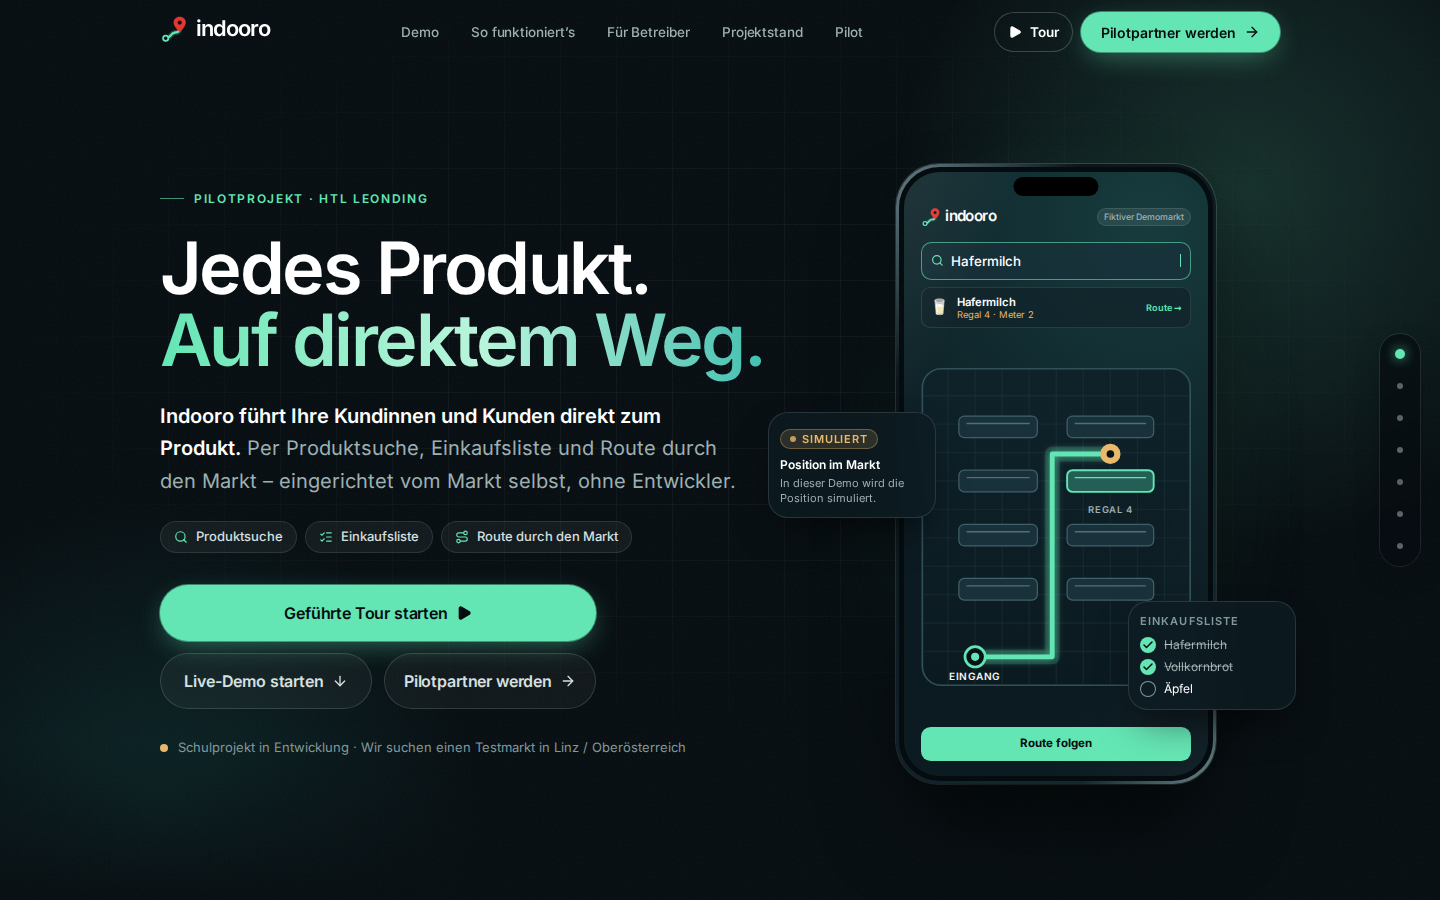 indooro
Demo
So funktioniert's
Für Betreiber
Projektstand
Pilot
Tour
Pilotpartner werden
PILOTPROJEKT · HTL LEONDING
Jedes Produkt.
Auf direktem Weg.
Indooro führt Ihre Kundinnen und Kunden direkt zum
Produkt. Per Produktsuche, Einkaufsliste und Route durch
den Markt – eingerichtet vom Markt selbst, ohne Entwickler.
Produktsuche
Einkaufsliste
Route durch den Markt
Geführte Tour starten
Live-Demo starten ↓
Pilotpartner werden →
Schulprojekt in Entwicklung · Wir suchen einen Testmarkt in Linz / Oberösterreich
indooro
Fiktiver Demomarkt
Hafermilch
Hafermilch
Regal 4 · Meter 2
Route →
SIMULIERT
Position im Markt
In dieser Demo wird die
Position simuliert.
REGAL 4
EINGANG
EINKAUFSLISTE
Hafermilch
Vollkornbrot
Äpfel
Route folgen